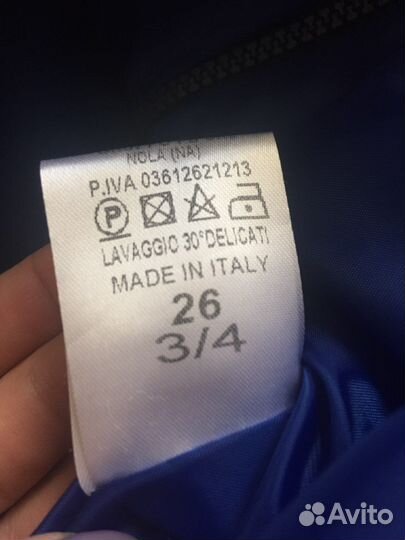 NOLA (NA)
P.IVA 03612621213
P
LAVAGGIO 30° DELICATI
MADE IN ITALY
26
3/4
Avito